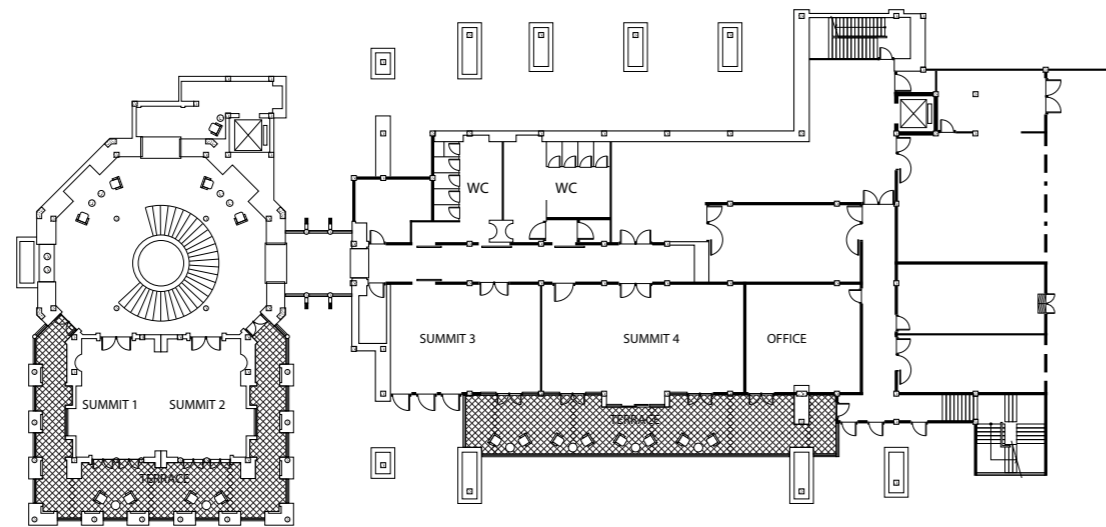 WC
WC
SUMMIT 3
SUMMIT 4
OFFICE
SUMMIT 1
SUMMIT 2
TERRACE
TERRACE